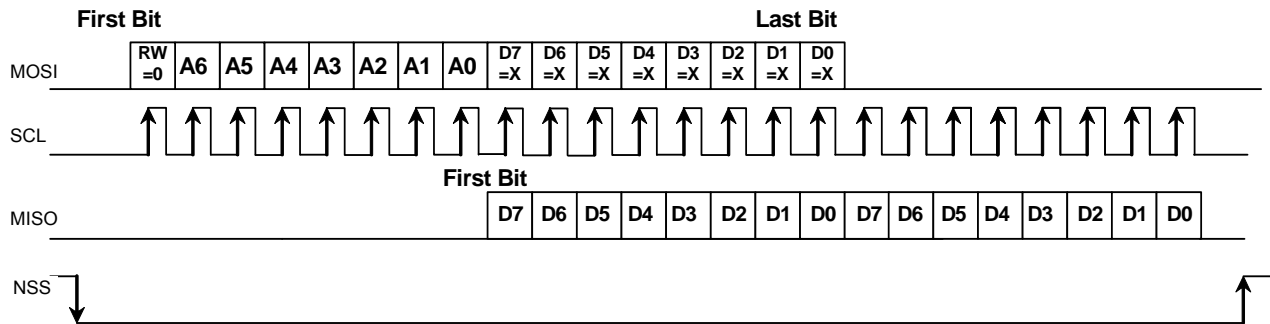 First Bit Last Bit
MOSI RW =0 A6 A5 A4 A3 A2 A1 A0 D7 =X D6 =X D5 =X D4 =X D3 =X D2 =X D1 =X D0 =X
SCL
First Bit
MISO D7 D6 D5 D4 D3 D2 D1 D0 D7 D6 D5 D4 D3 D2 D1 D0
NSS